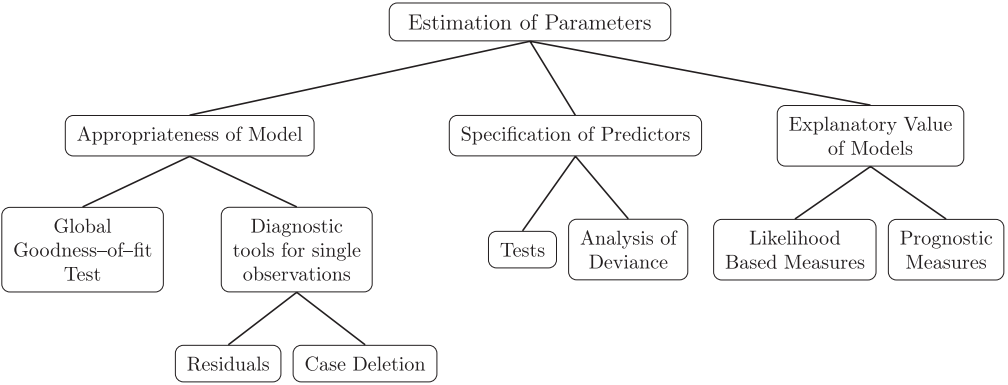 Estimation of Parameters
Appropriateness of Model
Specification of Predictors
Explanatory Value
of Models
Global
Goodness–of–fit
Test
Diagnostic
tools for single
observations
Tests
Analysis of
Deviance
Likelihood
Based Measures
Prognostic
Measures
Residuals
Case Deletion